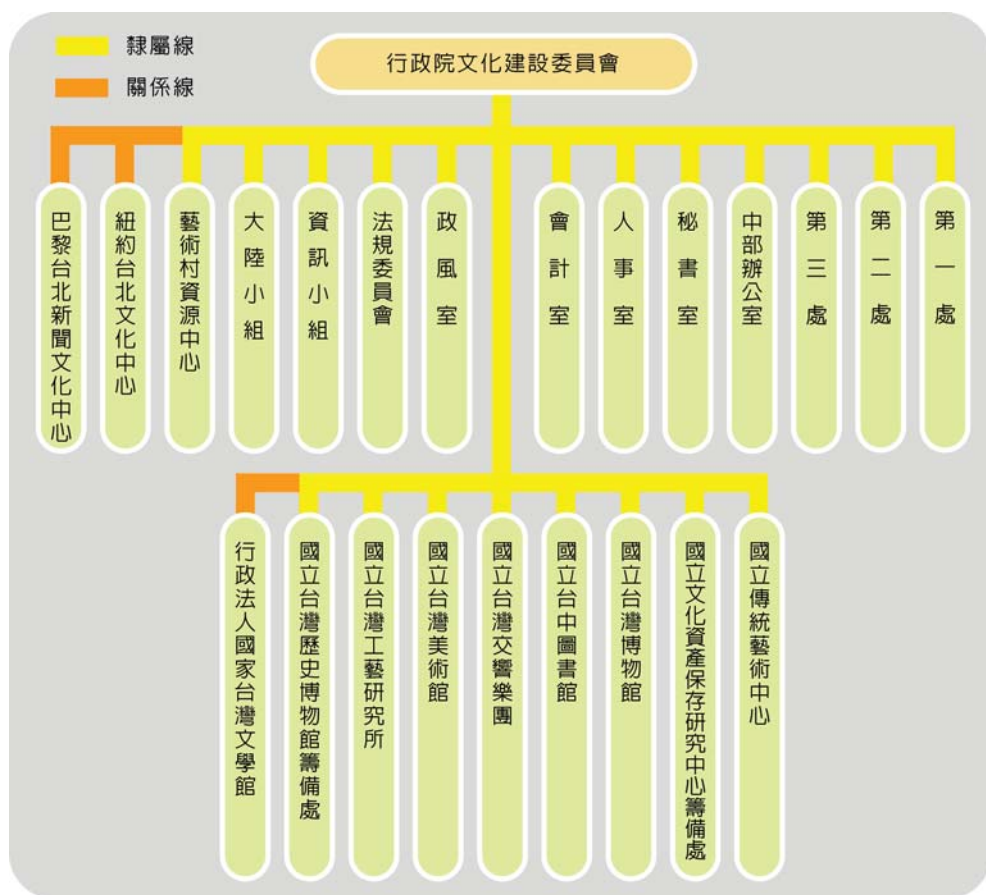 隸屬線
關係線
行政院文化建設委員會
第一處
第二處
第三處
中部辦公室
秘書室
人事室
會計室
政風室
法規委員會
資訊小組
大陸小組
藝術村資源中心
紐約台北文化中心
巴黎台北新聞文化中心
國立傳統藝術中心
國立文化資產保存研究中心籌備處
國立台灣博物館
國立台中圖書館
國立台灣交響樂團
國立台灣美術館
國立台灣工藝研究所
國立台灣歷史博物館籌備處
行政法人國家台灣文學館